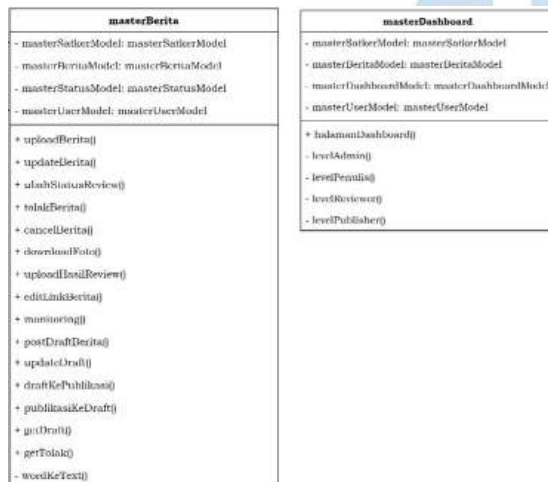 masterBerita
- masterSatkerModel: masterSatkerModel
- masterBeritaModel: masterBeritaModel
- masterStatusModel: masterStatusModel
- masterUserModel: masterUserModel
+ uploadBerita()
+ updateBerita()
+ ubahStatusReview()
+ tolakBerita()
+ cancelBerita()
+ downloadFoto()
+ uploadHasilReview()
+ editLinkBerita()
+ monitoring()
+ postDraftBerita()
+ updateDraft()
+ draftKePublikasi()
+ publikasiKeDraft()
+ getDraft()
+ getTolak()
- wordKeText()
masterDashboard
- masterSatkerModel: masterSatkerModel
- masterBeritaModel: masterBeritaModel
- masterDashboardModel: masterDashboardModel
- masterUserModel: masterUserModel
+ halamanDashboard()
- levelAdmin()
- levelPenulis()
- levelReviewer()
- levelPublisher()